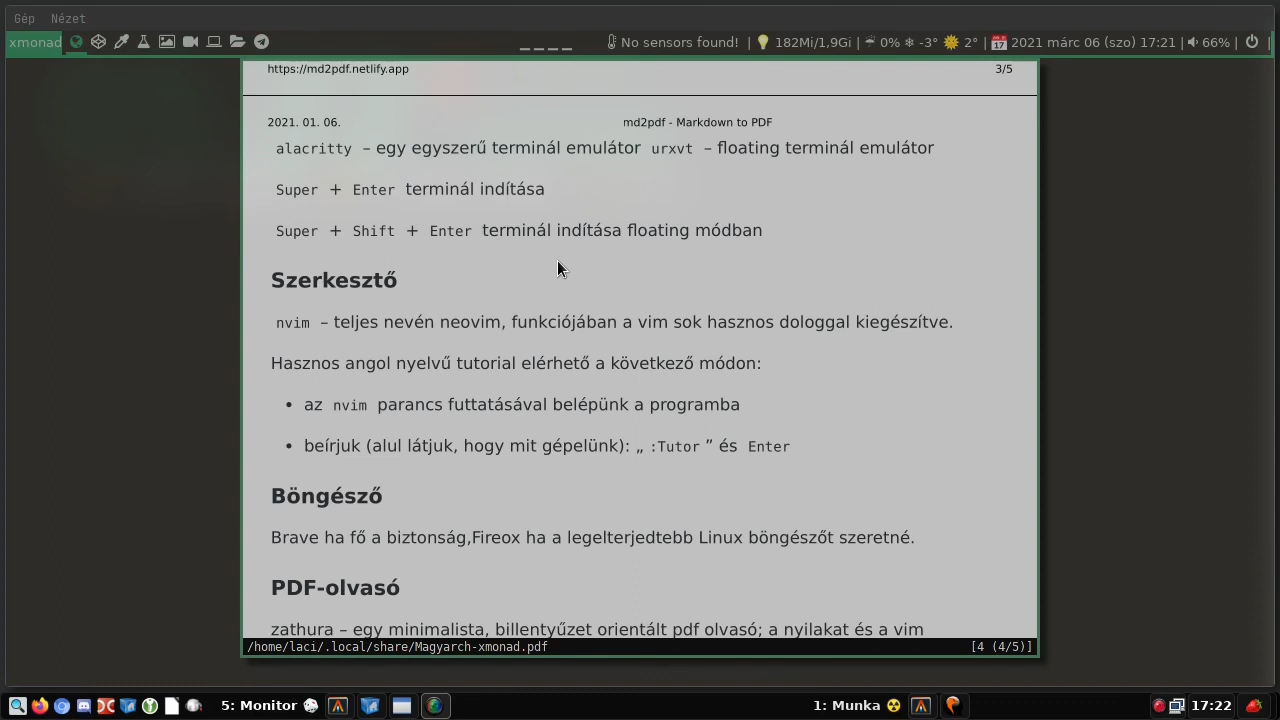 Gép Nézet
xmonad No sensors found! | 182Mi/1,9Gi | 0% -3° 2° | 2021 márc 06 (szo) 17:21 | 66% | |
https://md2pdf.netlify.app 3/5
2021. 01. 06. md2pdf - Markdown to PDF
alacritty – egy egyszerű terminál emulátor urxvt – floating terminál emulátor
Super + Enter terminál indítása
Super + Shift + Enter terminál indítása floating módban
Szerkesztő
nvim – teljes nevén neovim, funkciójában a vim sok hasznos dologgal kiegészítve.
Hasznos angol nyelvű tutorial elérhető a következő módon:
• az nvim parancs futtatásával belépünk a programba
• beírjuk (alul látjuk, hogy mit gépelünk): „ :Tutor ” és Enter
Böngésző
Brave ha fő a biztonság,Fireox ha a legelterjedtebb Linux böngészőt szeretné.
PDF-olvasó
zathura – egy minimalista, billentyűzet orientált pdf olvasó; a nyilakat és a vim
/home/laci/.local/share/Magyarch-xmonad.pdf [4 (4/5)]
5: Monitor 1: Munka 17:22